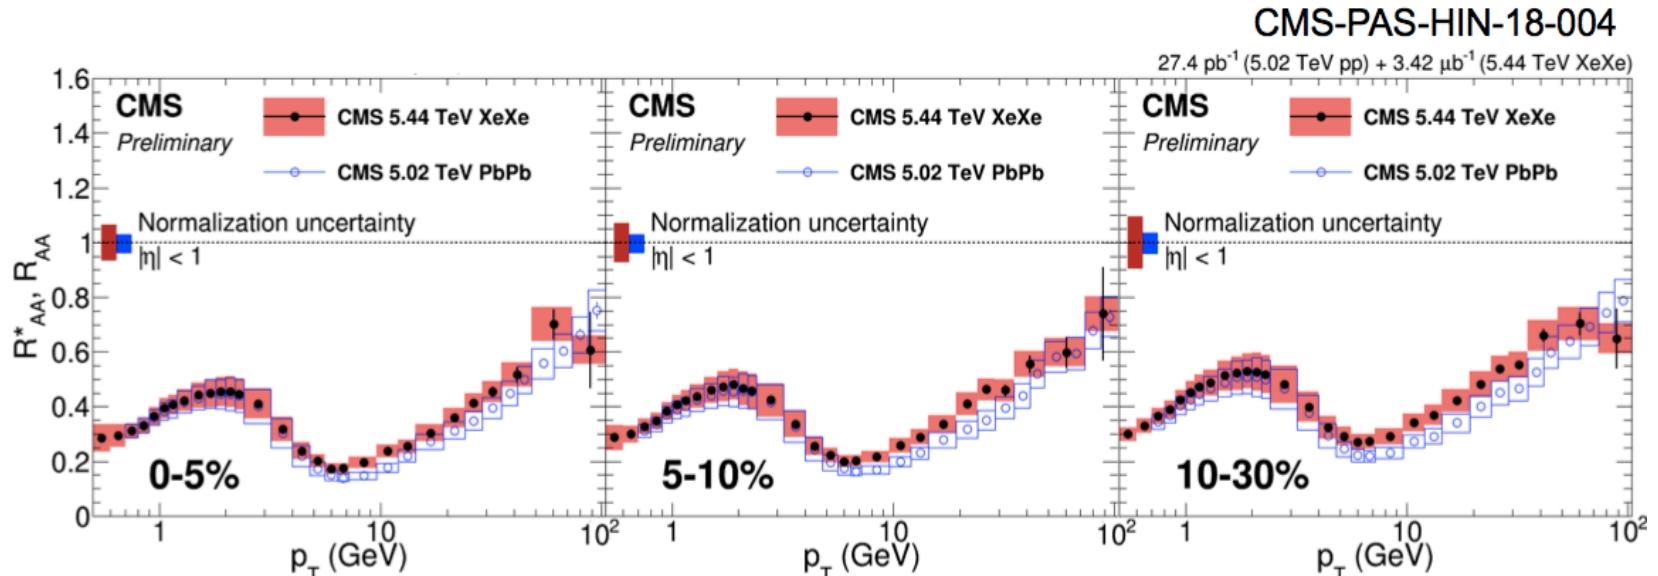 CMS-PAS-HIN-18-004
27.4 pb⁻¹ (5.02 TeV pp) + 3.42 μb⁻¹ (5.44 TeV XeXe)
R*AA, RAA
1.6
1.4
1.2
1
0.8
0.6
0.4
0.2
0
CMS
Preliminary
CMS 5.44 TeV XeXe
CMS 5.02 TeV PbPb
Normalization uncertainty
|η| < 1
0-5%
1 10 10²
pT (GeV)
CMS
Preliminary
CMS 5.44 TeV XeXe
CMS 5.02 TeV PbPb
Normalization uncertainty
|η| < 1
5-10%
1 10 10²
pT (GeV)
CMS
Preliminary
CMS 5.44 TeV XeXe
CMS 5.02 TeV PbPb
Normalization uncertainty
|η| < 1
10-30%
1 10 10²
pT (GeV)